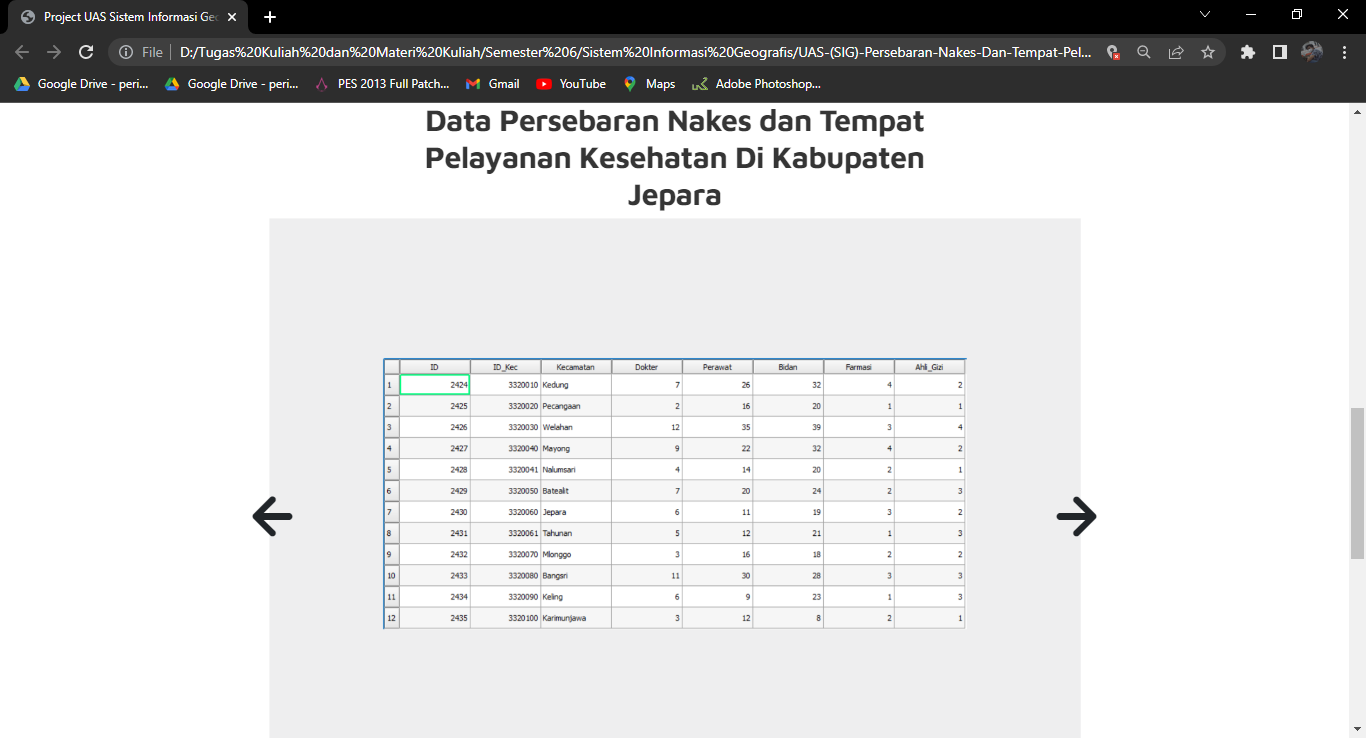 Project UAS Sistem Informasi Geo
File D:/Tugas%20Kuliah%20dan%20Materi%20Kuliah/Semester%206/Sistem%20Informasi%20Geografis/UAS-(SIG)-Persebaran-Nakes-Dan-Tempat-Pel...
Google Drive - peri... Google Drive - peri... PES 2013 Full Patch... Gmail YouTube Maps Adobe Photoshop...
Data Persebaran Nakes dan Tempat
Pelayanan Kesehatan Di Kabupaten
Jepara
ID ID_Kec Kecamatan Dokter Perawat Bidan Farmasi Ahli_Gizi
1 2424 3320010 Kedung 7 26 32 4 2
2 2425 3320020 Pecangaan 2 16 20 1 1
3 2426 3320030 Welahan 12 35 39 3 4
4 2427 3320040 Mayong 9 22 32 4 2
5 2428 3320041 Nalumsari 4 14 20 2 1
6 2429 3320050 Batealit 7 20 24 2 3
7 2430 3320060 Jepara 6 11 19 3 2
8 2431 3320061 Tahunan 5 12 21 1 3
9 2432 3320070 Mlonggo 3 16 18 2 2
10 2433 3320080 Bangsri 11 30 28 3 3
11 2434 3320090 Keling 6 9 23 1 3
12 2435 3320100 Karimunjawa 3 12 8 2 1